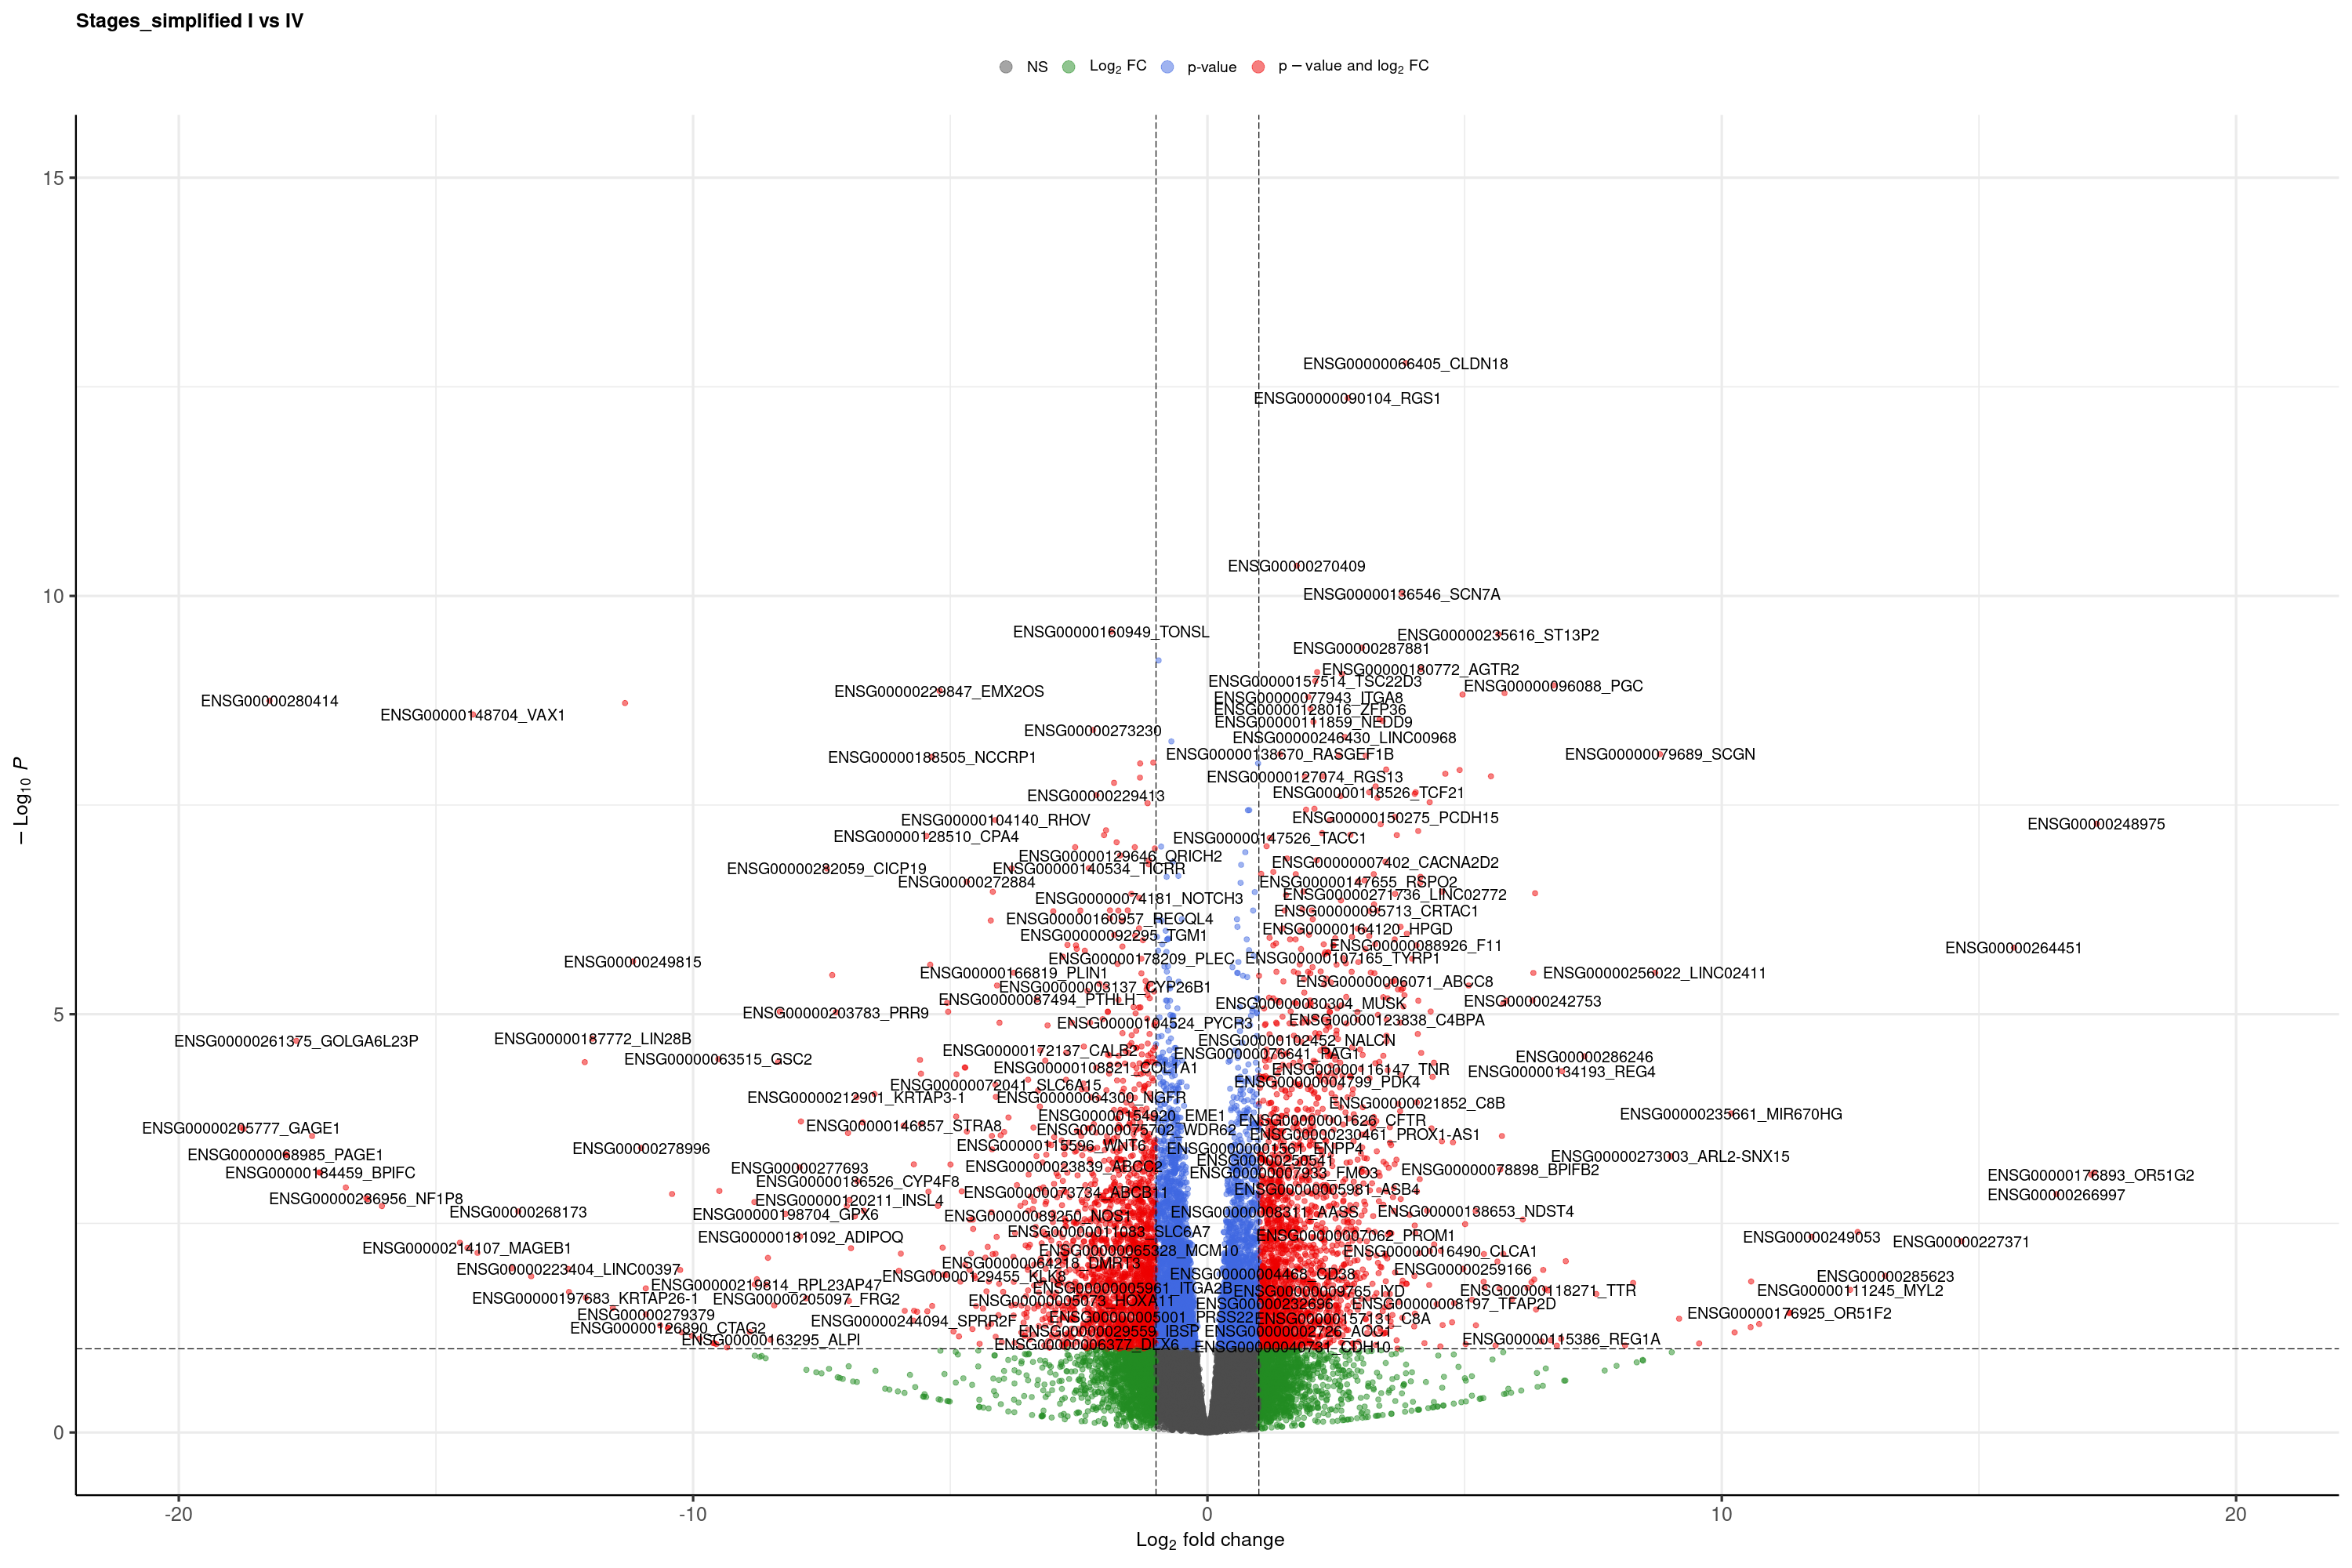 Stages_simplified I vs IV
NS Log2 FC p-value p − value and log2 FC
− Log10 P
15
10
5
0
ENSG00000066405_CLDN18
ENSG00000090104_RGS1
ENSG00000270409
ENSG00000136546_SCN7A
ENSG00000160949_TONSL
ENSG00000235616_ST13P2
ENSG00000287881
ENSG00000180772_AGTR2
ENSG00000157514_TSC22D3
ENSG00000096088_PGC
ENSG00000229847_EMX2OS
ENSG00000077943_ITGA8
ENSG00000280414
ENSG00000128016_ZFP36
ENSG00000148704_VAX1
ENSG00000111859_NEDD9
ENSG00000273230
ENSG00000246430_LINC00968
ENSG00000188505_NCCRP1
ENSG00000138670_RASGEF1B
ENSG00000079689_SCGN
ENSG00000127074_RGS13
ENSG00000118526_TCF21
ENSG00000229413
ENSG00000104140_RHOV
ENSG00000150275_PCDH15
ENSG00000248975
ENSG00000128510_CPA4
ENSG00000147526_TACC1
ENSG00000129646_QRICH2
ENSG00000007402_CACNA2D2
ENSG00000282059_CICP19
ENSG00000140534_TICRR
ENSG00000272884
ENSG00000147655_RSPO2
ENSG00000074181_NOTCH3
ENSG00000271736_LINC02772
ENSG00000095713_CRTAC1
ENSG00000160957_RECQL4
ENSG00000164120_HPGD
ENSG00000092295_TGM1
ENSG00000088926_F11
ENSG00000264451
ENSG00000249815
ENSG00000178209_PLEC
ENSG00000107165_TYRP1
ENSG00000166819_PLIN1
ENSG00000256022_LINC02411
ENSG00000003137_CYP26B1
ENSG00000006071_ABCC8
ENSG00000087494_PTHLH
ENSG00000030304_MUSK
ENSG00000242753
ENSG00000203783_PRR9
ENSG00000104524_PYCR3
ENSG00000123838_C4BPA
ENSG00000261375_GOLGA6L23P
ENSG00000187772_LIN28B
ENSG00000102452_NALCN
ENSG00000172137_CALB2
ENSG00000076641_PAG1
ENSG00000063515_GSC2
ENSG00000286246
ENSG00000108821_COL1A1
ENSG00000116147_TNR
ENSG00000134193_REG4
ENSG00000072041_SLC6A15
ENSG00000004799_PDK4
ENSG00000212901_KRTAP3-1
ENSG00000064300_NGFR
ENSG00000021852_C8B
ENSG00000154920_EME1
ENSG00000235661_MIR670HG
ENSG00000001626_CFTR
ENSG00000205777_GAGE1
ENSG00000146857_STRA8
ENSG00000075702_WDR62
ENSG00000230461_PROX1-AS1
ENSG00000278996
ENSG00000115596_WNT6
ENSG00000001561_ENPP4
ENSG00000068985_PAGE1
ENSG00000250541
ENSG00000273003_ARL2-SNX15
ENSG00000277693
ENSG00000023839_ABCC2
ENSG00000078898_BPIFB2
ENSG00000184459_BPIFC
ENSG00000007933_FMO3
ENSG00000176893_OR51G2
ENSG00000186526_CYP4F8
ENSG00000073734_ABCB11
ENSG00000005981_ASB4
ENSG00000266997
ENSG00000286956_NF1P8
ENSG00000120211_INSL4
ENSG00000268173
ENSG00000198704_GPX6
ENSG00000089250_NOS1
ENSG00000008311_AASS
ENSG00000138653_NDST4
ENSG00000011083_SLC6A7
ENSG00000181092_ADIPOQ
ENSG00000007062_PROM1
ENSG00000249053
ENSG00000227371
ENSG00000214107_MAGEB1
ENSG00000065328_MCM10
ENSG00000016490_CLCA1
ENSG00000064218_DMRT3
ENSG00000223404_LINC00397
ENSG00000259166
ENSG00000129455_KLK8
ENSG00000004468_CD38
ENSG00000285623
ENSG00000219814_RPL23AP47
ENSG00000005961_ITGA2B
ENSG00000009765_IYD
ENSG00000118271_TTR
ENSG00000111245_MYL2
ENSG00000197683_KRTAP26-1
ENSG00000205097_FRG2
ENSG00000005073_HOXA11
ENSG00000232696
ENSG00000008197_TFAP2D
ENSG00000279379
ENSG00000176925_OR51F2
ENSG00000244094_SPRR2F
ENSG00000005001_PRSS22
ENSG00000157131_C8A
ENSG00000126890_CTAG2
ENSG00000029559_IBSP
ENSG00000002726_AOC1
ENSG00000163295_ALPI
ENSG00000115386_REG1A
ENSG00000006377_DLX6
ENSG00000040731_CDH10
-20 -10 0 10 20
Log2 fold change